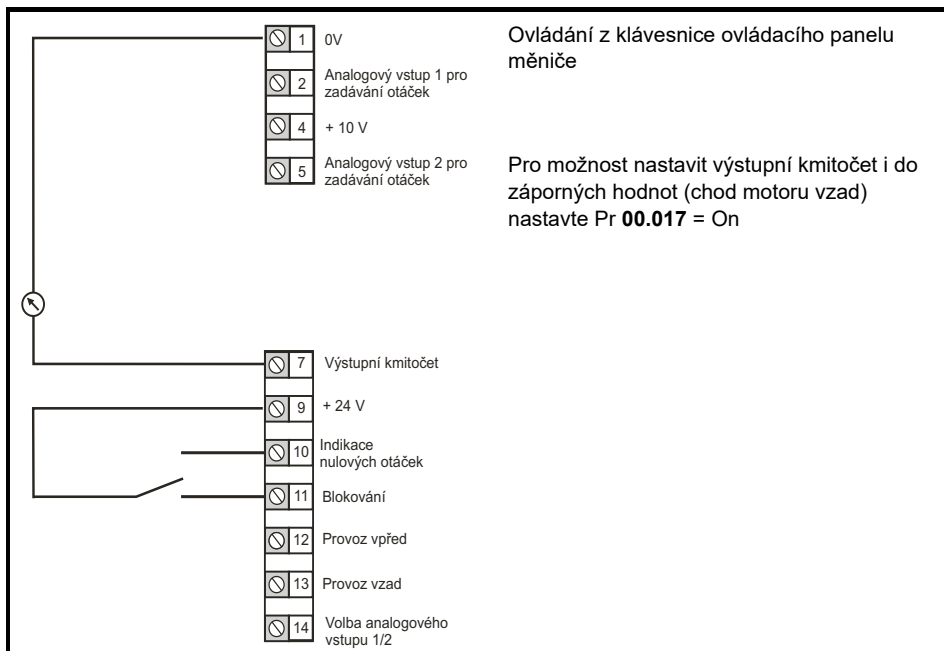 1 0V
2 Analogový vstup 1 pro
zadávání otáček
4 + 10 V
5 Analogový vstup 2 pro
zadávání otáček
Ovládání z klávesnice ovládacího panelu
měniče
Pro možnost nastavit výstupní kmitočet i do
záporných hodnot (chod motoru vzad)
nastavte Pr 00.017 = On
7 Výstupní kmitočet
9 + 24 V
10 Indikace
nulových otáček
11 Blokování
12 Provoz vpřed
13 Provoz vzad
14 Volba analogového
vstupu 1/2